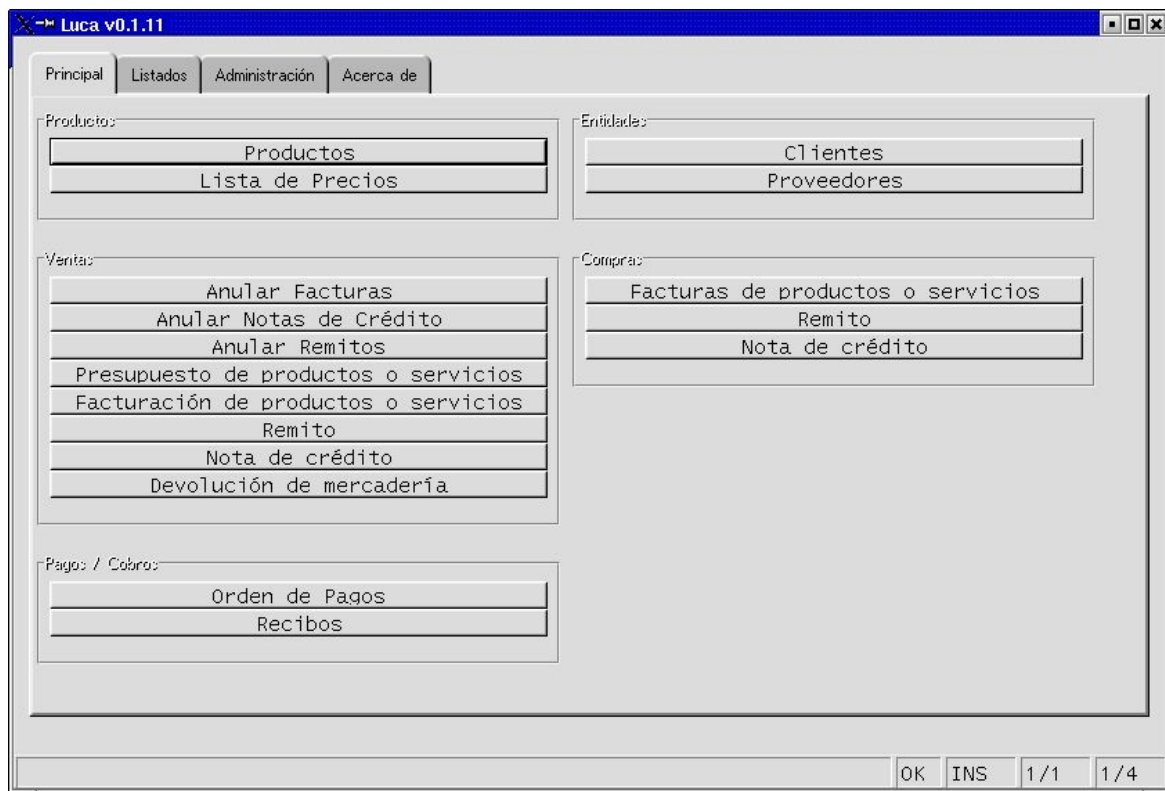 Luca v0.1.11
Principal Listados Administración Acerca de
Productos
Productos
Lista de Precios
Entidades
Clientes
Proveedores
Ventas
Anular Facturas
Anular Notas de Crédito
Anular Remitos
Presupuesto de productos o servicios
Facturación de productos o servicios
Remito
Nota de crédito
Devolución de mercadería
Compras
Facturas de productos o servicios
Remito
Nota de crédito
Pagos / Cobros
Orden de Pagos
Recibos
OK INS 1/1 1/4